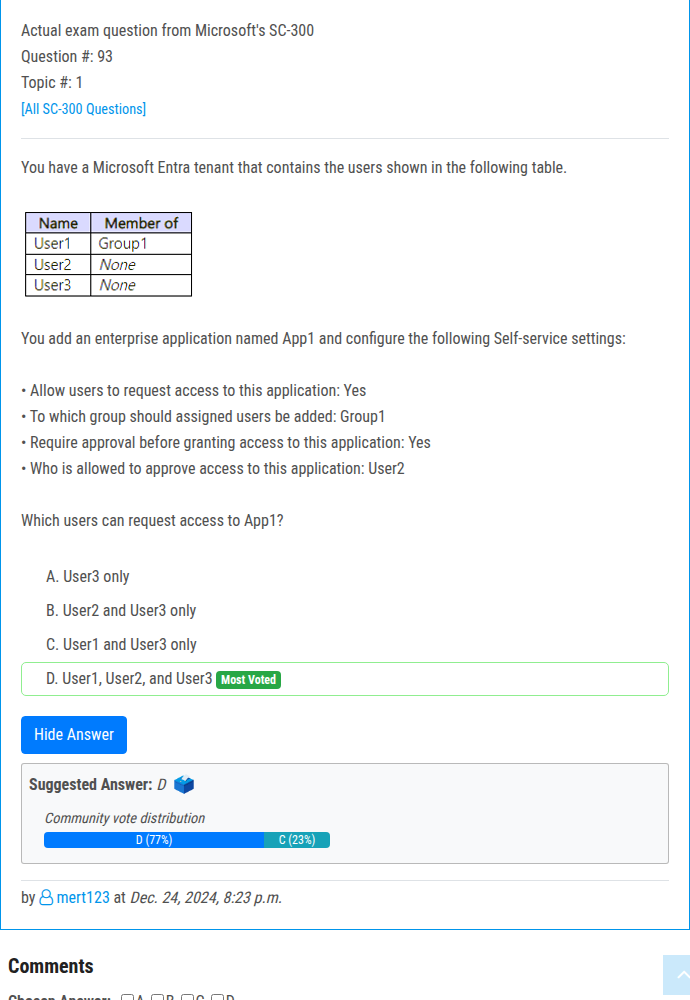 Actual exam question from Microsoft's SC-300
Question #: 93
Topic #: 1
[All SC-300 Questions]
You have a Microsoft Entra tenant that contains the users shown in the following table.
Name Member of
User1 Group1
User2 None
User3 None
You add an enterprise application named App1 and configure the following Self-service settings:
• Allow users to request access to this application: Yes
• To which group should assigned users be added: Group1
• Require approval before granting access to this application: Yes
• Who is allowed to approve access to this application: User2
Which users can request access to App1?
A. User3 only
B. User2 and User3 only
C. User1 and User3 only
D. User1, User2, and User3 Most Voted
Hide Answer
Suggested Answer: D
Community vote distribution
D (77%) C (23%)
by mert123 at Dec. 24, 2024, 8:23 p.m.
Comments
Chosen Answer: A B C D